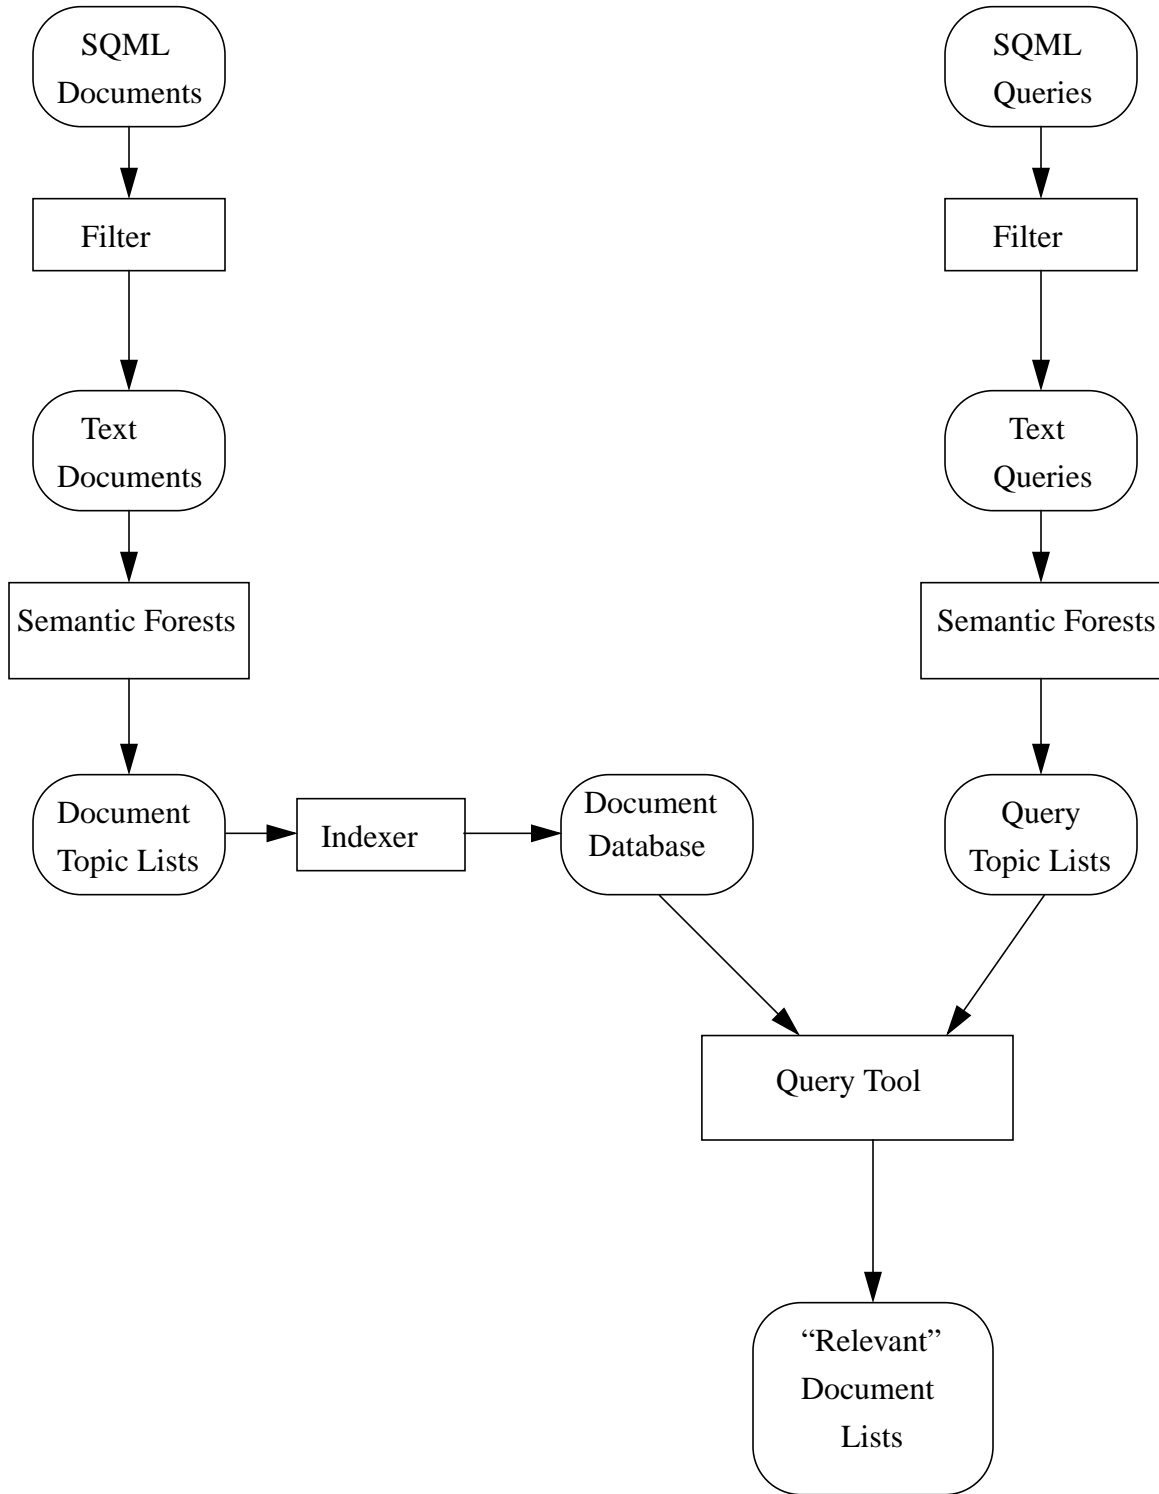 SQML
Documents
SQML
Queries
Filter
Filter
Text
Documents
Text
Queries
Semantic Forests
Semantic Forests
Document
Topic Lists
Indexer
Document
Database
Query
Topic Lists
Query Tool
“Relevant”
Document
Lists